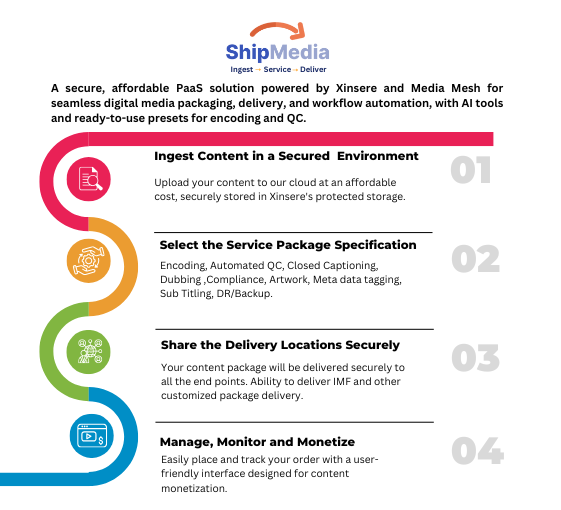 ShipMedia
Ingest → Service → Deliver
A secure, affordable PaaS solution powered by Xinsere and Media Mesh for
seamless digital media packaging, delivery, and workflow automation, with AI tools
and ready-to-use presets for encoding and QC.
Ingest Content in a Secured Environment
01
Upload your content to our cloud at an affordable
cost, securely stored in Xinsere's protected storage.
Select the Service Package Specification
02
Encoding, Automated QC, Closed Captioning,
Dubbing ,Compliance, Artwork, Meta data tagging,
Sub Titling, DR/Backup.
Share the Delivery Locations Securely
03
Your content package will be delivered securely to
all the end points. Ability to deliver IMF and other
customized package delivery.
Manage, Monitor and Monetize
04
Easily place and track your order with a user-
friendly interface designed for content
monetization.